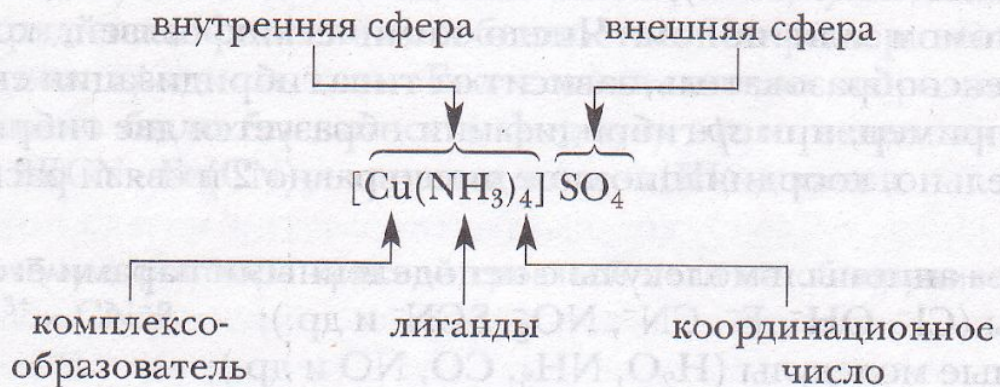 внутренняя сфера внешняя сфера
[Cu(NH₃)₄] SO₄
комплексо- лиганды координационное
образователь число